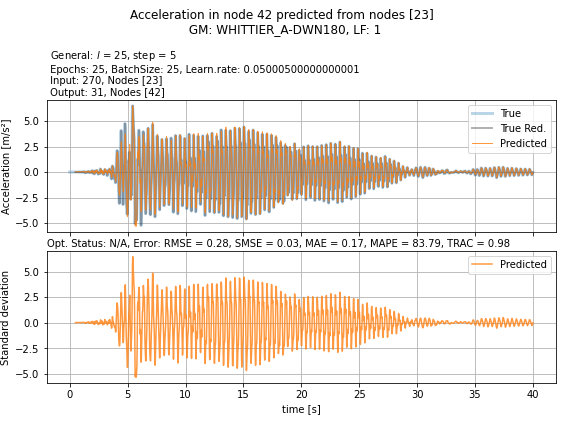 Acceleration in node 42 predicted from nodes [23]
GM: WHITTIER_A-DWN180, LF: 1
General: l = 25, step = 5
Epochs: 25, BatchSize: 25, Learn.rate: 0.05000500000000001
Input: 270, Nodes [23]
Output: 31, Nodes [42]
Acceleration [m/s²]
5.0
2.5
0.0
−2.5
−5.0
True
True Red.
Predicted
Opt. Status: N/A, Error: RMSE = 0.28, SMSE = 0.03, MAE = 0.17, MAPE = 83.79, TRAC = 0.98
Standard deviation
5.0
2.5
0.0
−2.5
−5.0
Predicted
0 5 10 15 20 25 30 35 40
time [s]